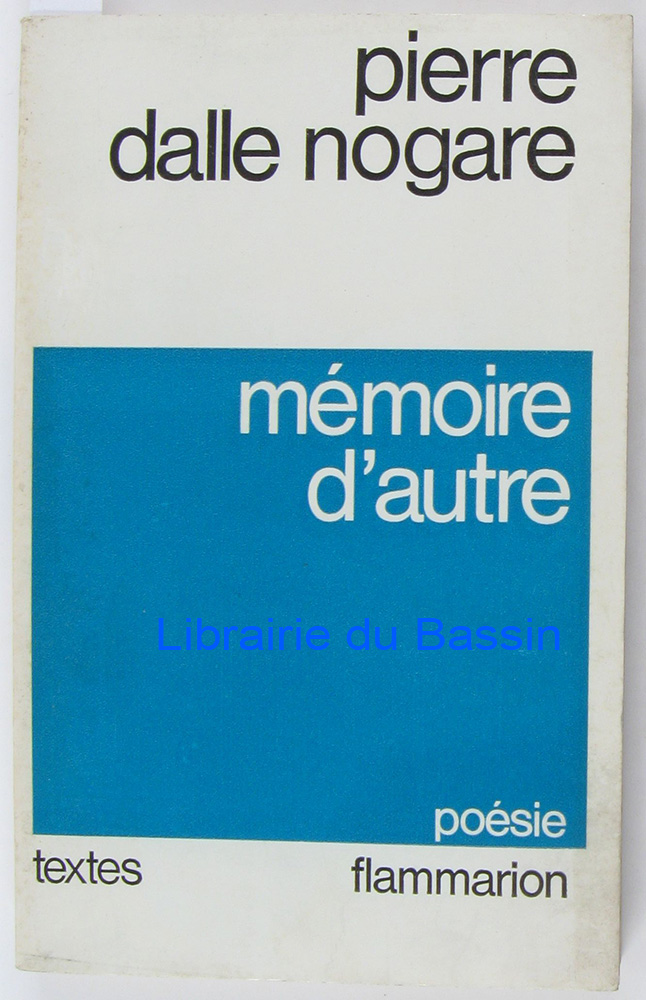 pierre
dalle nogare
mémoire
d'autre
Librairie du Bassin
poésie
textes
flammarion